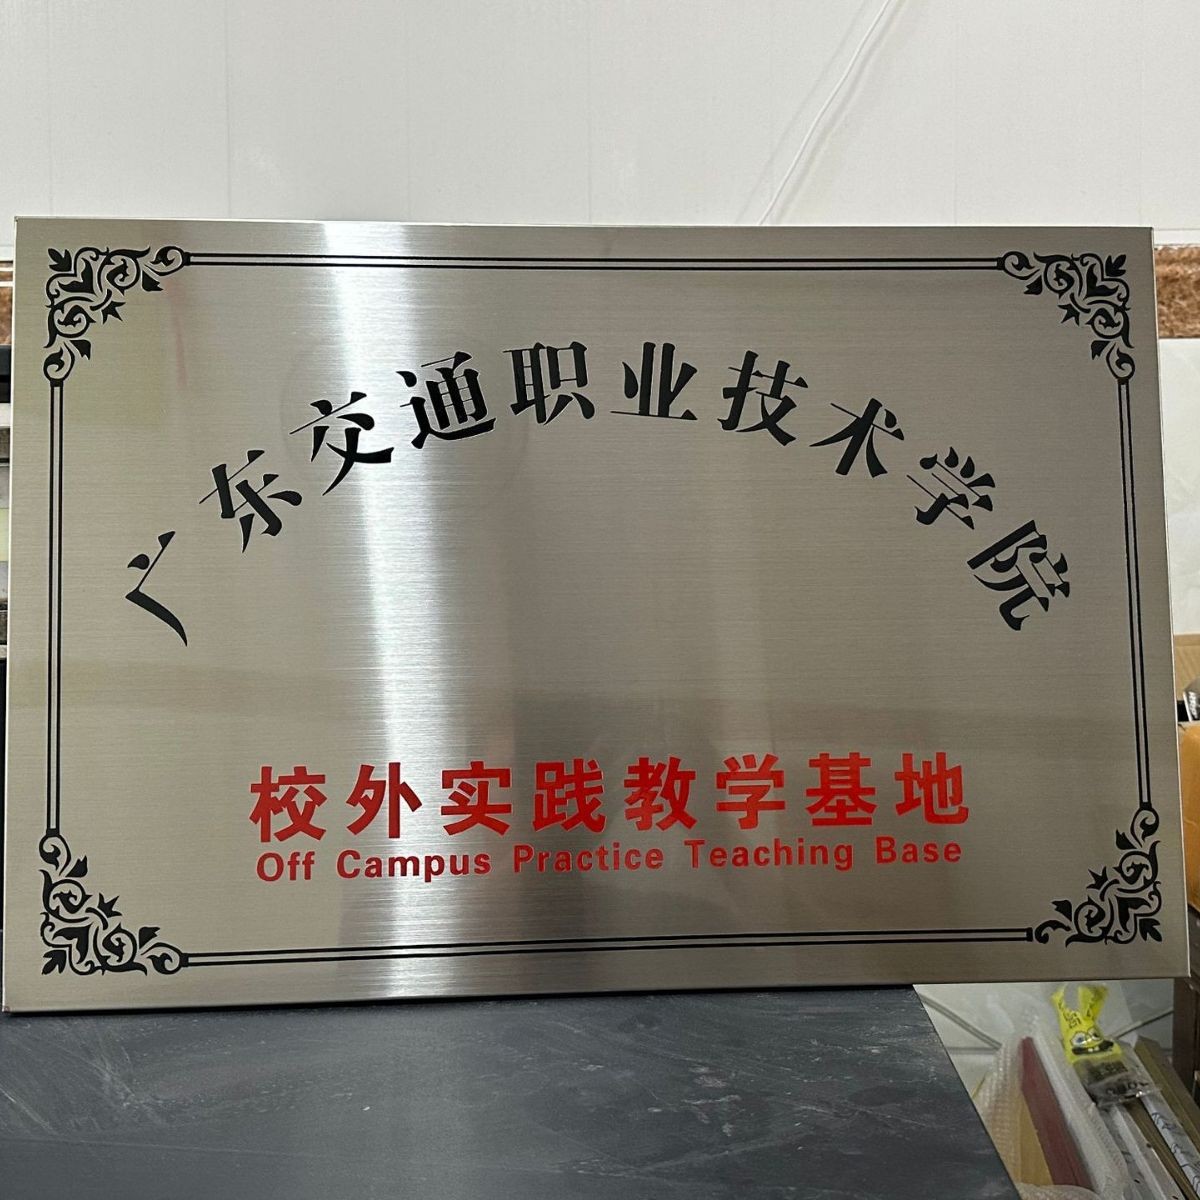 广东交通职业技术学院
校外实践教学基地
Off Campus Practice Teaching Base